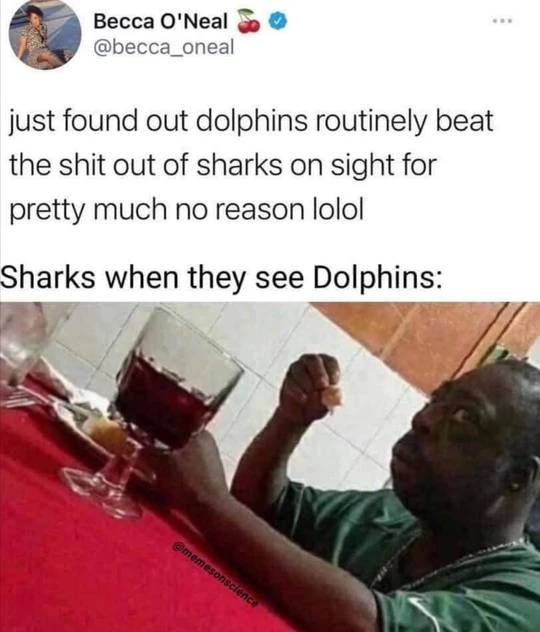 Becca O'Neal 🍒
@becca_oneal
just found out dolphins routinely beat
the shit out of sharks on sight for
pretty much no reason lolol
Sharks when they see Dolphins:
@memesonscience